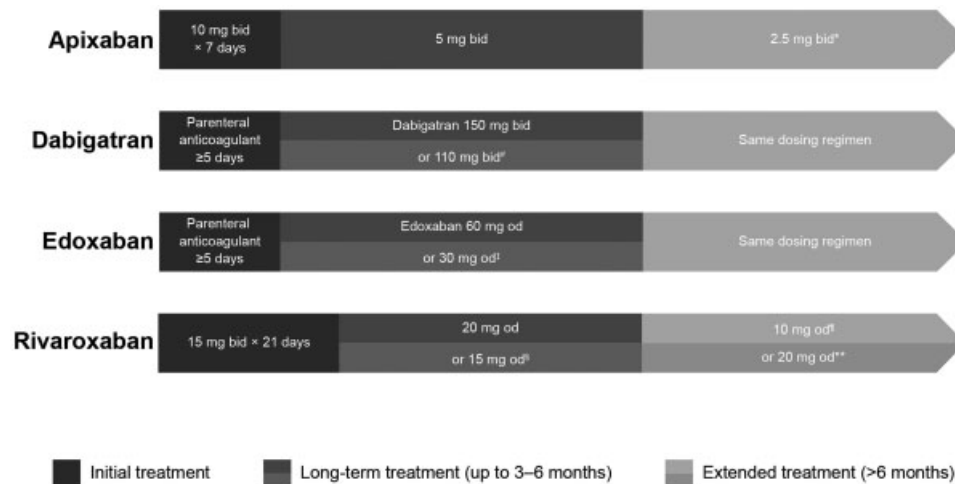 Apixaban
10 mg bid
× 7 days
5 mg bid
2.5 mg bid*
Dabigatran
Parenteral
anticoagulant
≥5 days
Dabigatran 150 mg bid
or 110 mg bid#
Same dosing regimen
Edoxaban
Parenteral
anticoagulant
≥5 days
Edoxaban 60 mg od
or 30 mg od‡
Same dosing regimen
Rivaroxaban
15 mg bid × 21 days
20 mg od
or 15 mg od§
10 mg od¶
or 20 mg od**
Initial treatment
Long-term treatment (up to 3–6 months)
Extended treatment (>6 months)